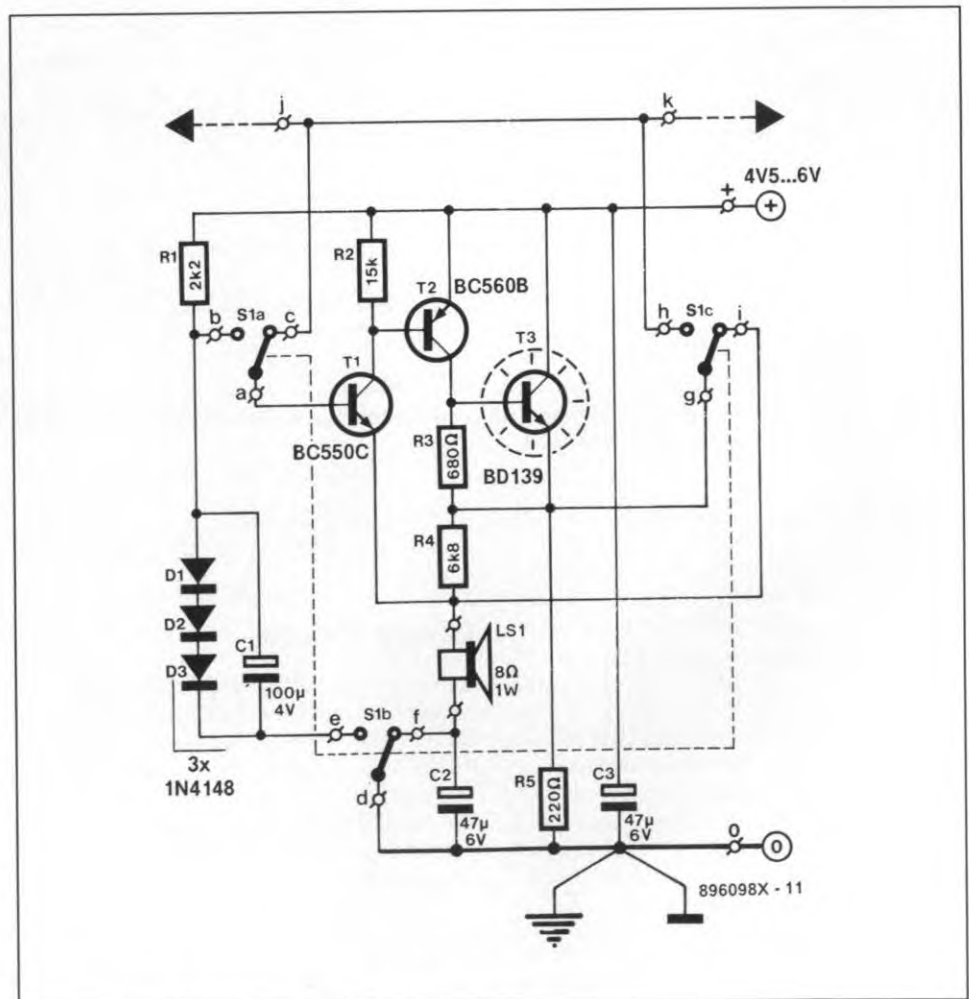 j
k
4V5...6V
+
+
R1
2k2
R2
15k
T2
BC560B
b
S1a
c
h
S1c
i
T1
T3
a
g
BC550C
R3
680Ω
BD139
R4
6k8
D1
D2
D3
C1
100μ
4V
LS1
8Ω
1W
e
S1b
f
3x
1N4148
d
C2
47μ
6V
R5
220Ω
C3
47μ
6V
0
0
896098X - 11